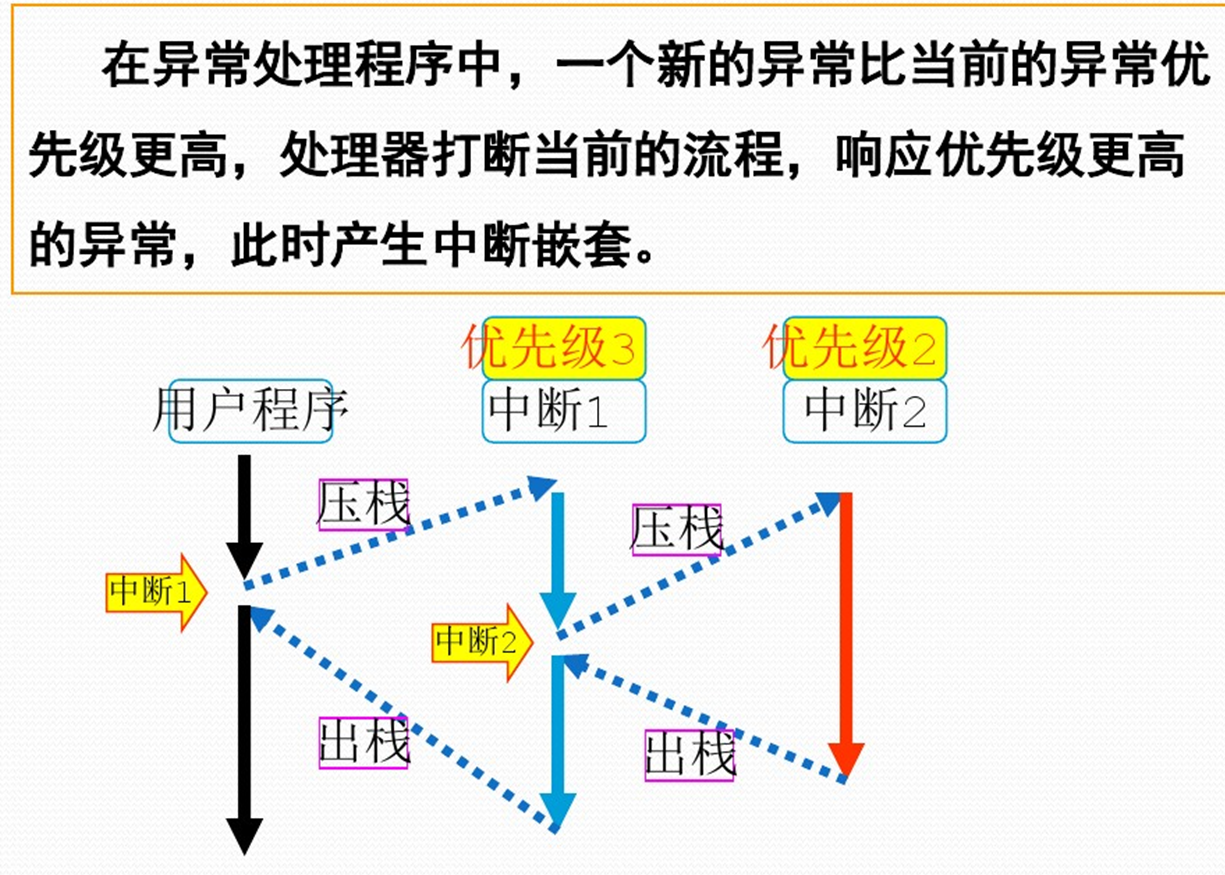 在异常处理程序中，一个新的异常比当前的异常优
先级更高，处理器打断当前的流程，响应优先级更高
的异常，此时产生中断嵌套。
优先级3
优先级2
用户程序
中断1
中断2
压栈
压栈
中断1
中断2
出栈
出栈